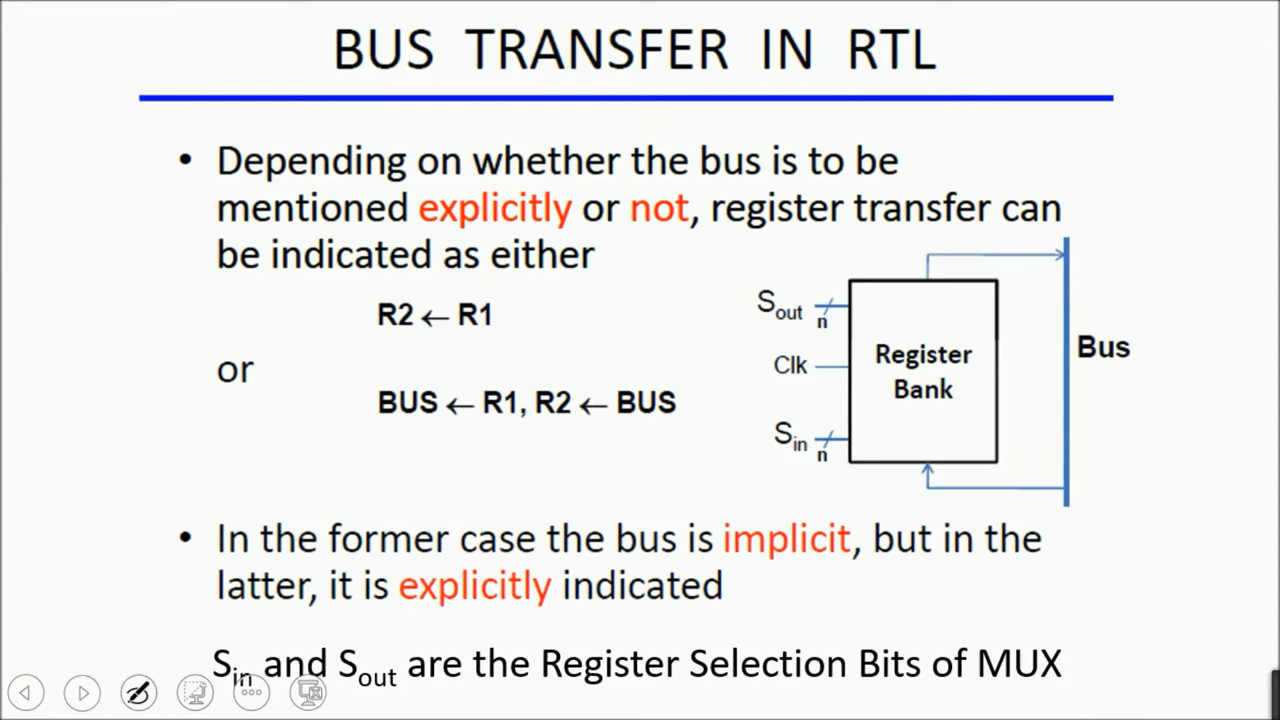 BUS TRANSFER IN RTL
• Depending on whether the bus is to be
mentioned explicitly or not, register transfer can
be indicated as either
R2 ← R1
or
BUS ← R1, R2 ← BUS
Sout
n
Clk
Sin
n
Register
Bank
Bus
• In the former case the bus is implicit, but in the
latter, it is explicitly indicated
Sin and Sout are the Register Selection Bits of MUX